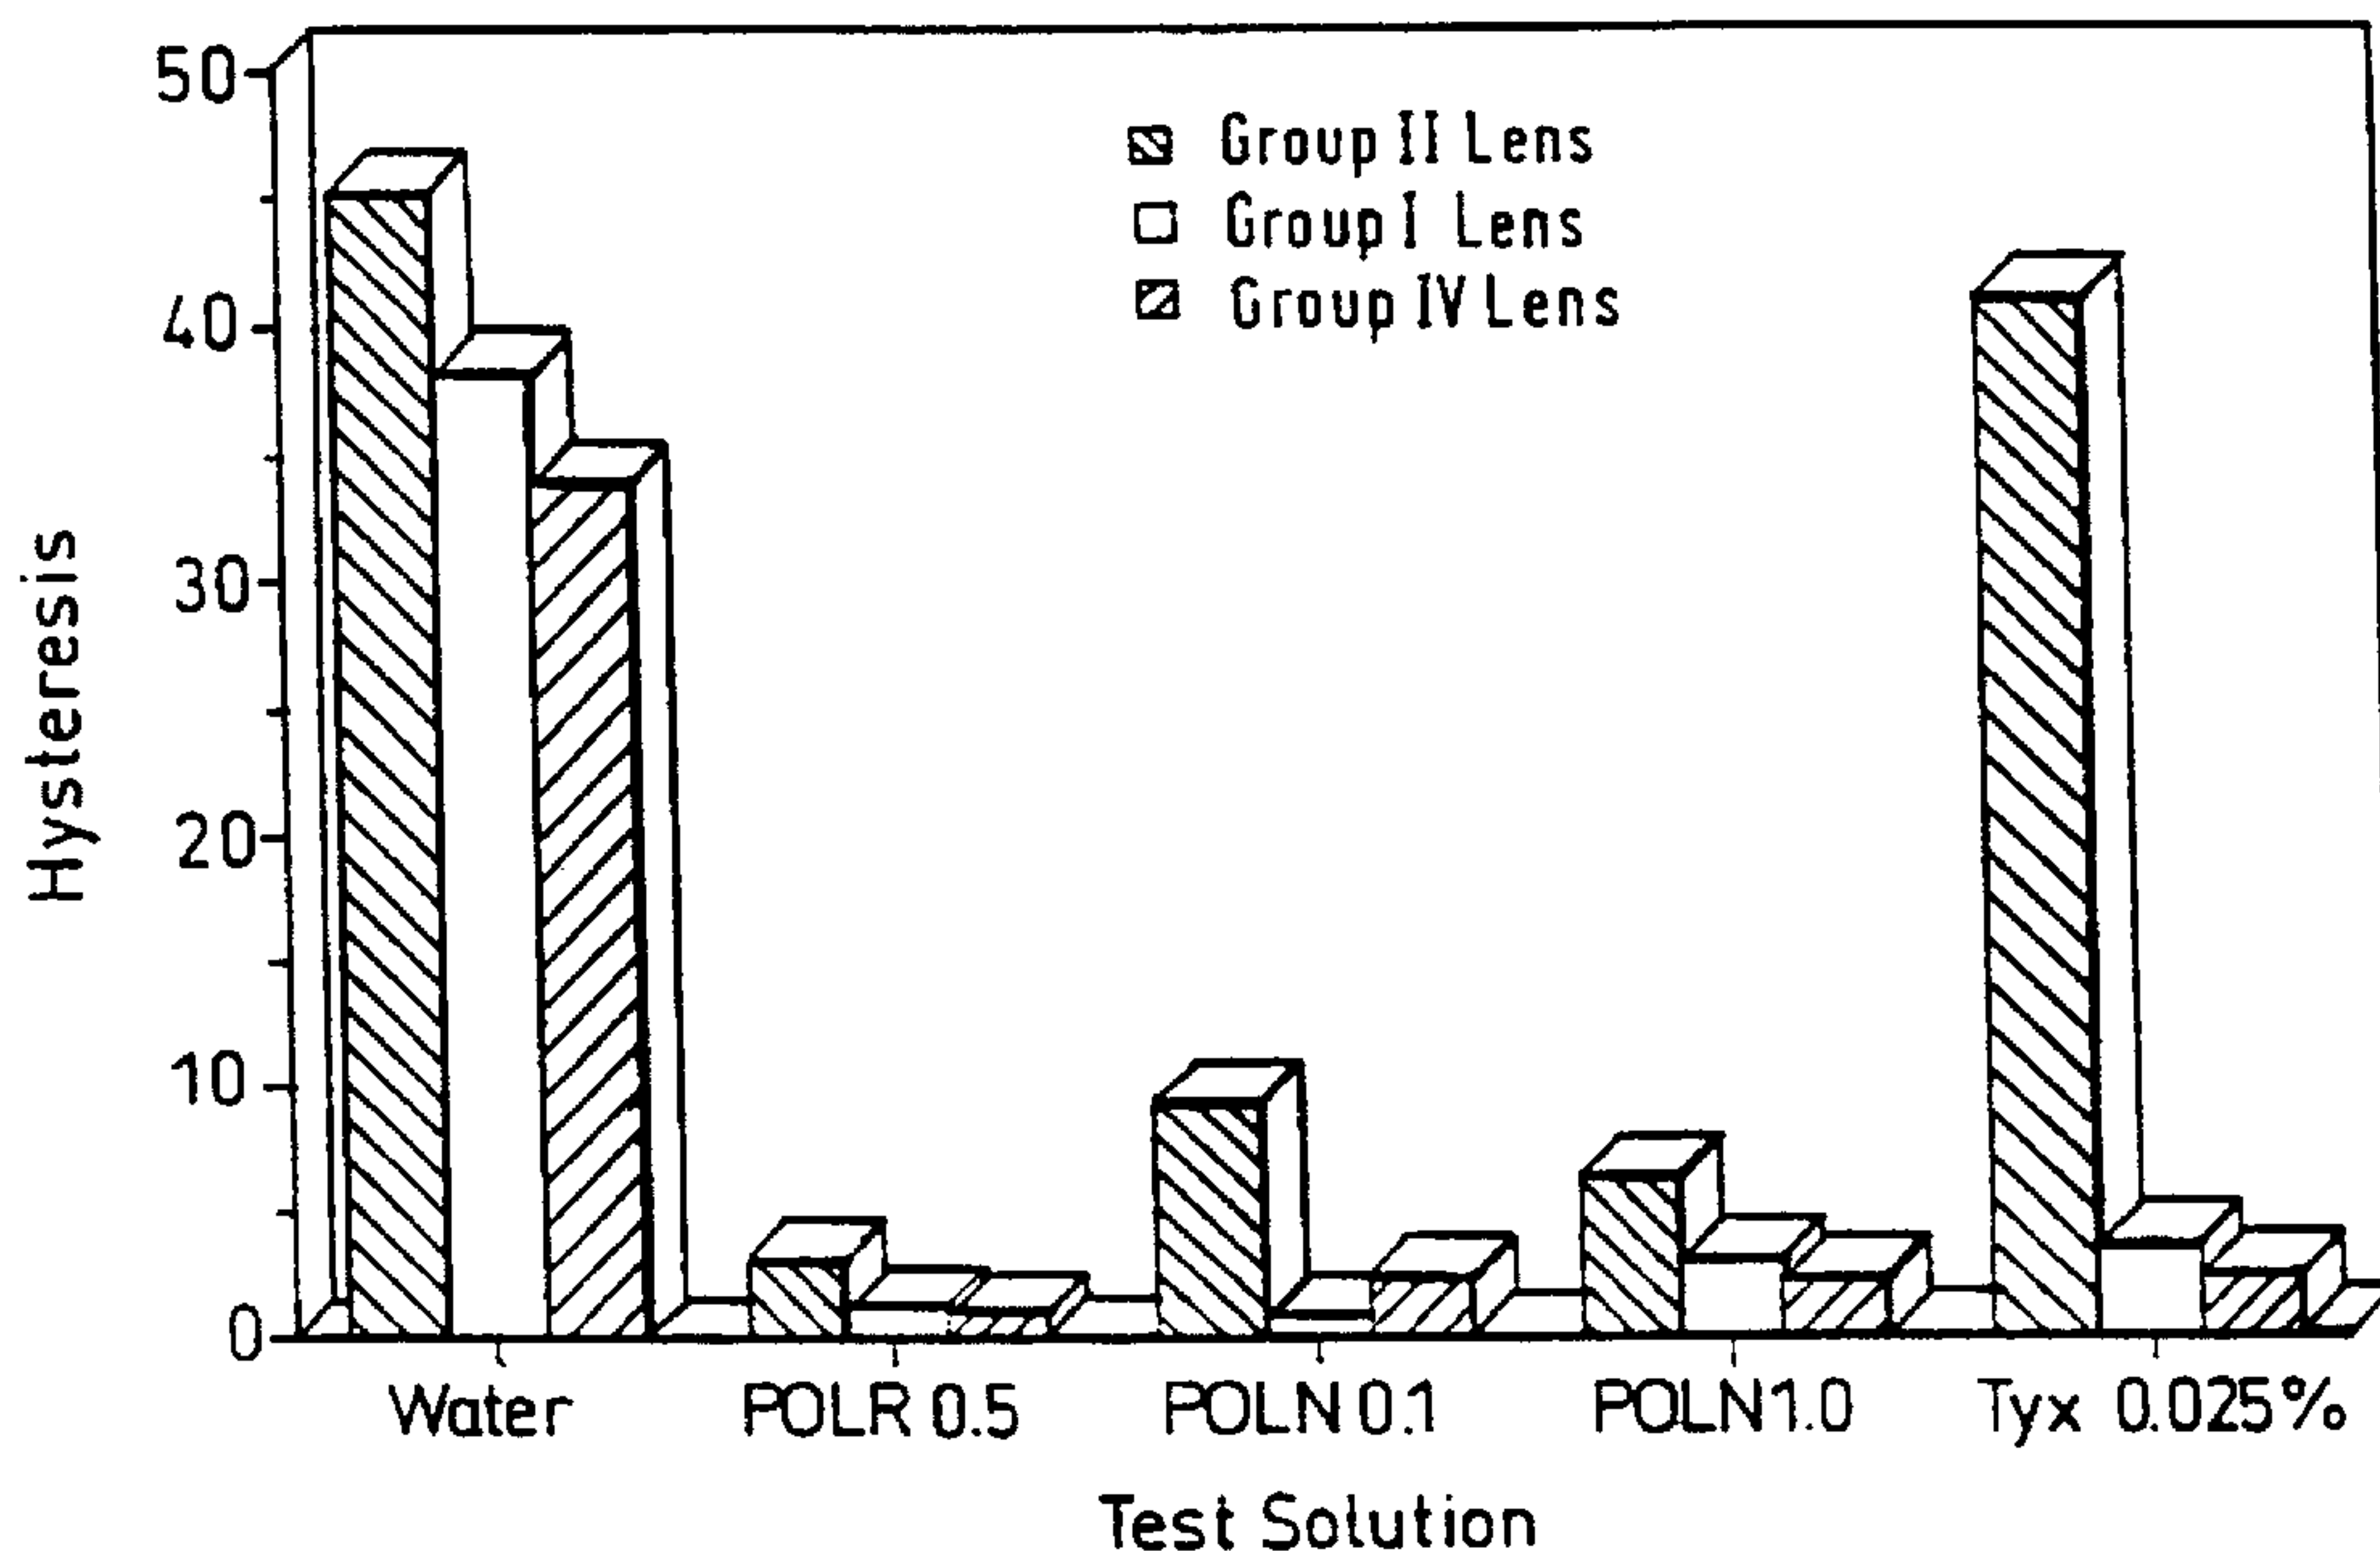 50
40
30
20
10
0
Hysteresis
Group II Lens
Group I Lens
Group IV Lens
Water
POLR 0.5
POLN 0.1
POLN 1.0
Tyx 0.025%
Test Solution